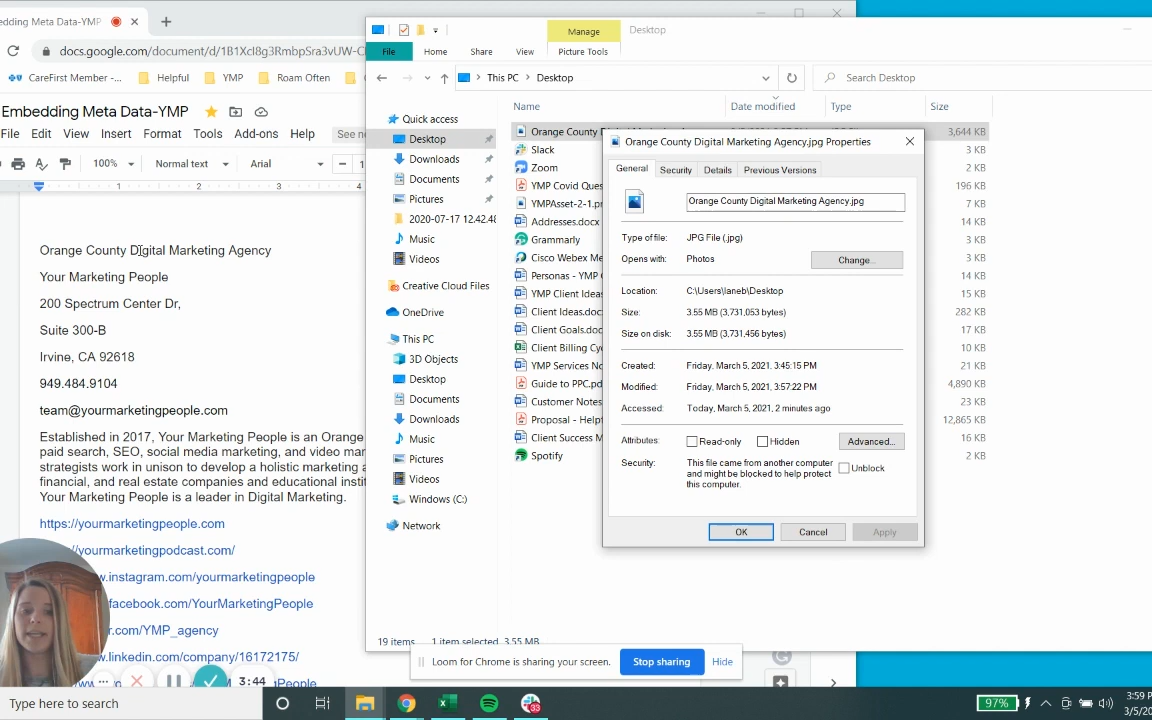 edding Meta Data-YMP
docs.google.com/document/d/1B1Xcl8g3RmbpSra3vUW-C
CareFirst Member -...
Helpful
YMP
Roam Often
Embedding Meta Data-YMP
File Edit View Insert Format Tools Add-ons Help
See ne
100%
Normal text
Arial
1 2 3 4
Orange County Digital Marketing Agency
Your Marketing People
200 Spectrum Center Dr,
Suite 300-B
Irvine, CA 92618
949.484.9104
team@yourmarketingpeople.com
Established in 2017, Your Marketing People is an Orange
paid search, SEO, social media marketing, and video mar
strategists work in unison to develop a holistic marketing a
financial, and real estate companies and educational instit
Your Marketing People is a leader in Digital Marketing.
https://yourmarketingpeople.com
/yourmarketingpodcast.com/
w.instagram.com/yourmarketingpeople
facebook.com/YourMarketingPeople
r.com/YMP_agency
w.linkedin.com/company/16172175/
3:44
Manage
Desktop
File
Home
Share
View
Picture Tools
This PC
Desktop
Search Desktop
Quick access
Desktop
Downloads
Documents
Pictures
2020-07-17 12.42.48
Music
Videos
Creative Cloud Files
OneDrive
This PC
3D Objects
Desktop
Documents
Downloads
Music
Pictures
Videos
Windows (C:)
Network
Name
Date modified
Type
Size
Orange County
3,644 KB
Slack
3 KB
Zoom
2 KB
YMP Covid Ques
196 KB
YMPAsset-2-1.pr
7 KB
Addresses.docx
14 KB
Grammarly
3 KB
Cisco Webex Me
3 KB
Personas - YMP
14 KB
YMP Client Ideas
15 KB
Client Ideas.doc
282 KB
Client Goals.doc
17 KB
Client Billing Cy
10 KB
YMP Services No
21 KB
Guide to PPC.pd
4,890 KB
Customer Notes
23 KB
Proposal - Helpf
12,865 KB
Client Success M
16 KB
Spotify
2 KB
Orange County Digital Marketing Agency.jpg Properties
General
Security
Details
Previous Versions
Orange County Digital Marketing Agency.jpg
Type of file:
JPG File (.jpg)
Opens with:
Photos
Change...
Location:
C:\Users\laneb\Desktop
Size:
3.55 MB (3,731,053 bytes)
Size on disk:
3.55 MB (3,731,456 bytes)
Created:
Friday, March 5, 2021, 3:45:15 PM
Modified:
Friday, March 5, 2021, 3:57:22 PM
Accessed:
Today, March 5, 2021, 2 minutes ago
Attributes:
Read-only
Hidden
Advanced...
Security:
This file came from another computer
and might be blocked to help protect
this computer.
Unblock
OK
Cancel
Apply
19 items
1 item selected 3.55 MB
Loom for Chrome is sharing your screen.
Stop sharing
Hide
Type here to search
33
97%
3:59 P
3/5/20